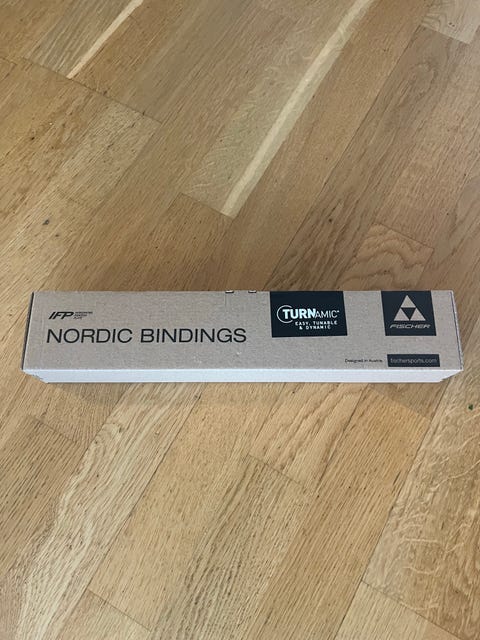 IFP
NORDIC BINDINGS
TURNAMIC®
EASY, TUNABLE
& DYNAMIC
FISCHER
Designed in Austria
fischersports.com